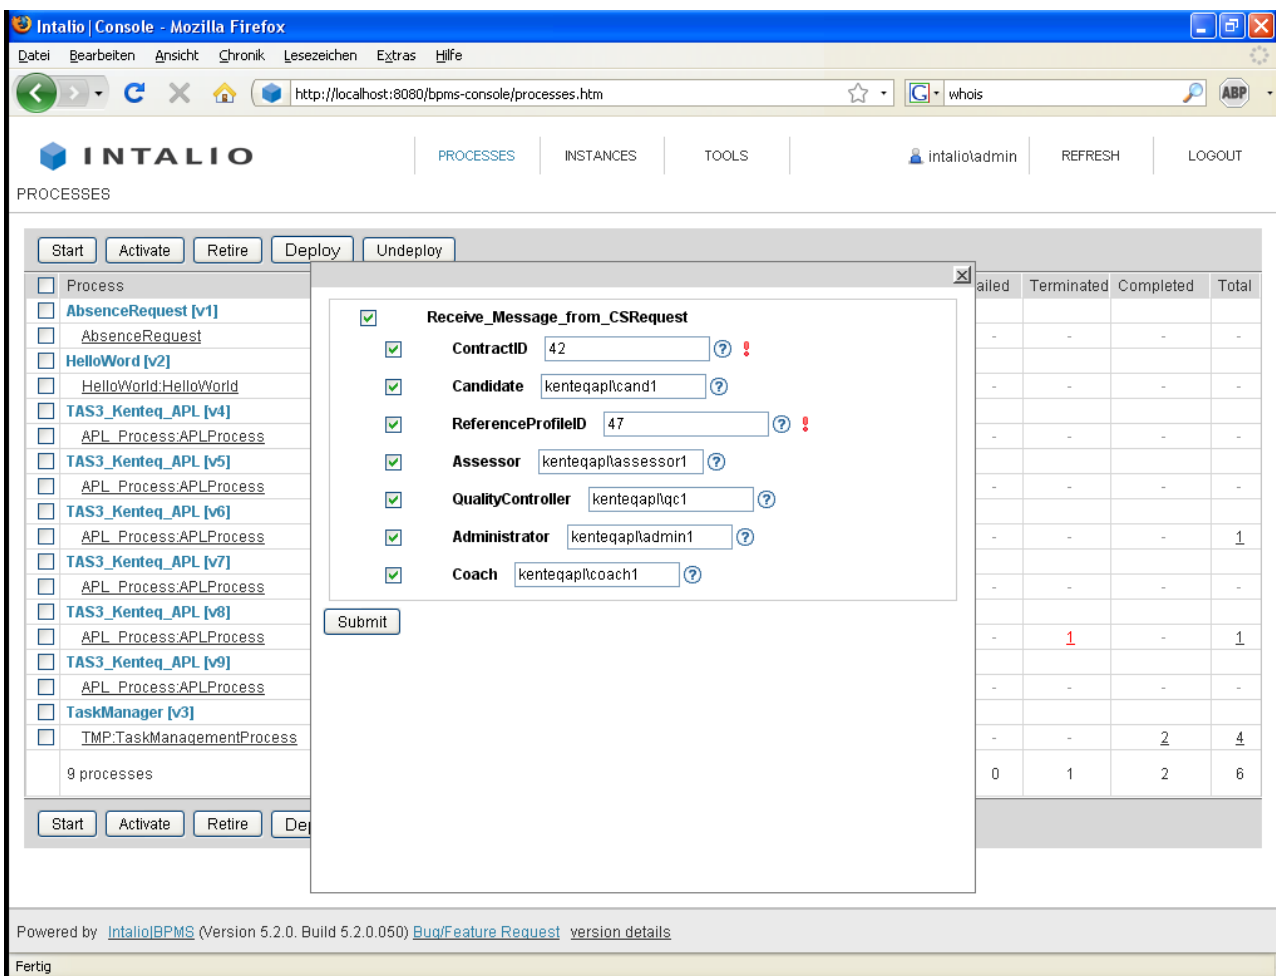 Intalio|Console - Mozilla Firefox
Datei Bearbeiten Ansicht Chronik Lesezeichen Extras Hilfe
http://localhost:8080/bpms-console/processes.htm G whois ABP
INTALIO PROCESSES INSTANCES TOOLS intalio\admin REFRESH LOGOUT
PROCESSES
Start Activate Retire Deploy Undeploy
Process ailed Terminated Completed Total
AbsenceRequest [v1]
AbsenceRequest - - - -
HelloWord [v2]
HelloWorld:HelloWorld - - - -
TAS3_Kenteq_APL [v4]
APL_Process:APLProcess - - - -
TAS3_Kenteq_APL [v5]
APL_Process:APLProcess - - - -
TAS3_Kenteq_APL [v6]
APL_Process:APLProcess - - - 1
TAS3_Kenteq_APL [v7]
APL_Process:APLProcess - - - -
TAS3_Kenteq_APL [v8]
APL_Process:APLProcess - 1 - 1
TAS3_Kenteq_APL [v9]
APL_Process:APLProcess - - - -
TaskManager [v3]
TMP:TaskManagementProcess - - 2 4
9 processes 0 1 2 6
Receive_Message_from_CSRequest
ContractID 42 ? !
Candidate kenteqapl\cand1 ?
ReferenceProfileID 47 ? !
Assessor kenteqapl\assessor1 ?
QualityController kenteqapl\qc1 ?
Administrator kenteqapl\admin1 ?
Coach kenteqapl\coach1 ?
Submit
Start Activate Retire De
Powered by Intalio|BPMS (Version 5.2.0. Build 5.2.0.050) Bug/Feature Request version details
Fertig